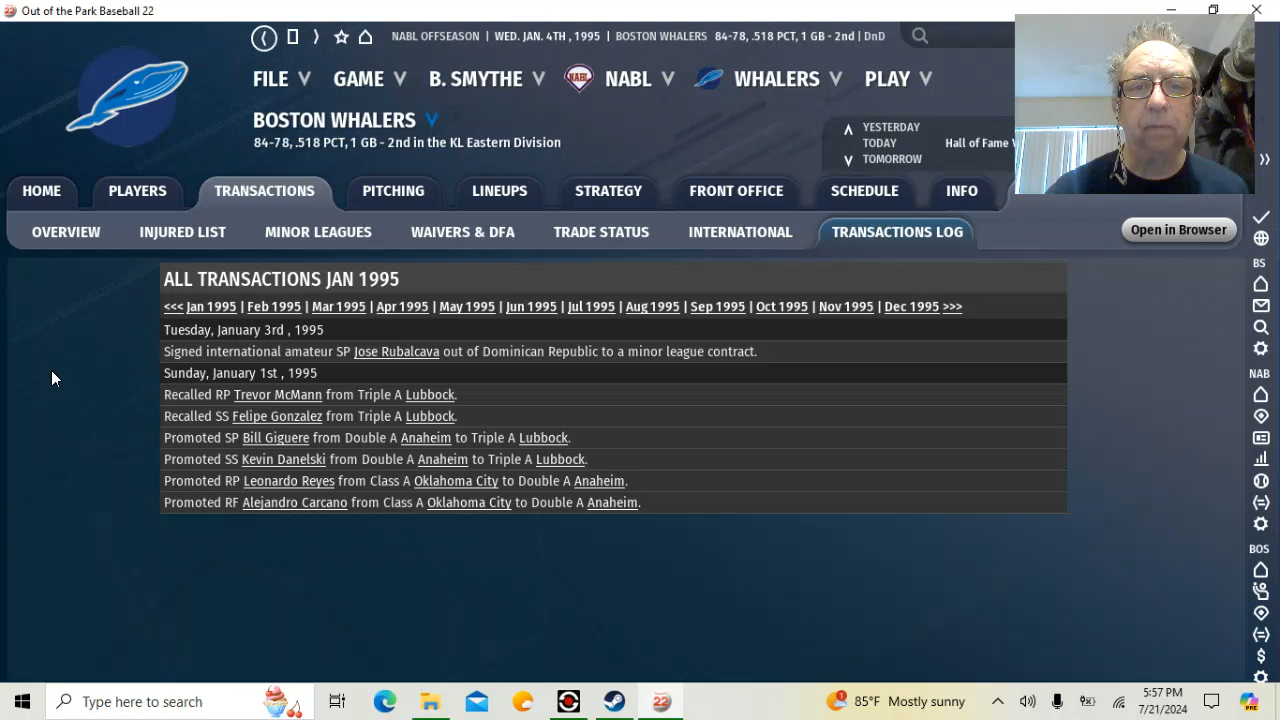 Out of the Park Baseball 22
NABL OFFSEASON | WED. JAN. 4TH , 1995 | BOSTON WHALERS 84-78, .518 PCT, 1 GB - 2nd | DnD
FILE GAME B. SMYTHE NABL WHALERS PLAY
BOSTON WHALERS
84-78, .518 PCT, 1 GB - 2nd in the KL Eastern Division
YESTERDAY
TODAY Hall of Fame
TOMORROW
HOME PLAYERS TRANSACTIONS PITCHING LINEUPS STRATEGY FRONT OFFICE SCHEDULE INFO
OVERVIEW INJURED LIST MINOR LEAGUES WAIVERS & DFA TRADE STATUS INTERNATIONAL TRANSACTIONS LOG Open in Browser
ALL TRANSACTIONS JAN 1995
<<< Jan 1995 | Feb 1995 | Mar 1995 | Apr 1995 | May 1995 | Jun 1995 | Jul 1995 | Aug 1995 | Sep 1995 | Oct 1995 | Nov 1995 | Dec 1995 >>>
Tuesday, January 3rd , 1995
Signed international amateur SP Jose Rubalcava out of Dominican Republic to a minor league contract.
Sunday, January 1st , 1995
Recalled RP Trevor McMann from Triple A Lubbock.
Recalled SS Felipe Gonzalez from Triple A Lubbock.
Promoted SP Bill Giguere from Double A Anaheim to Triple A Lubbock.
Promoted SS Kevin Danelski from Double A Anaheim to Triple A Lubbock.
Promoted RP Leonardo Reyes from Class A Oklahoma City to Double A Anaheim.
Promoted RF Alejandro Carcano from Class A Oklahoma City to Double A Anaheim.
BS
NAB
BOS
Type here to search
22
1
85°F Mostly sunny
5:57 PM
7/21/2024
PRE